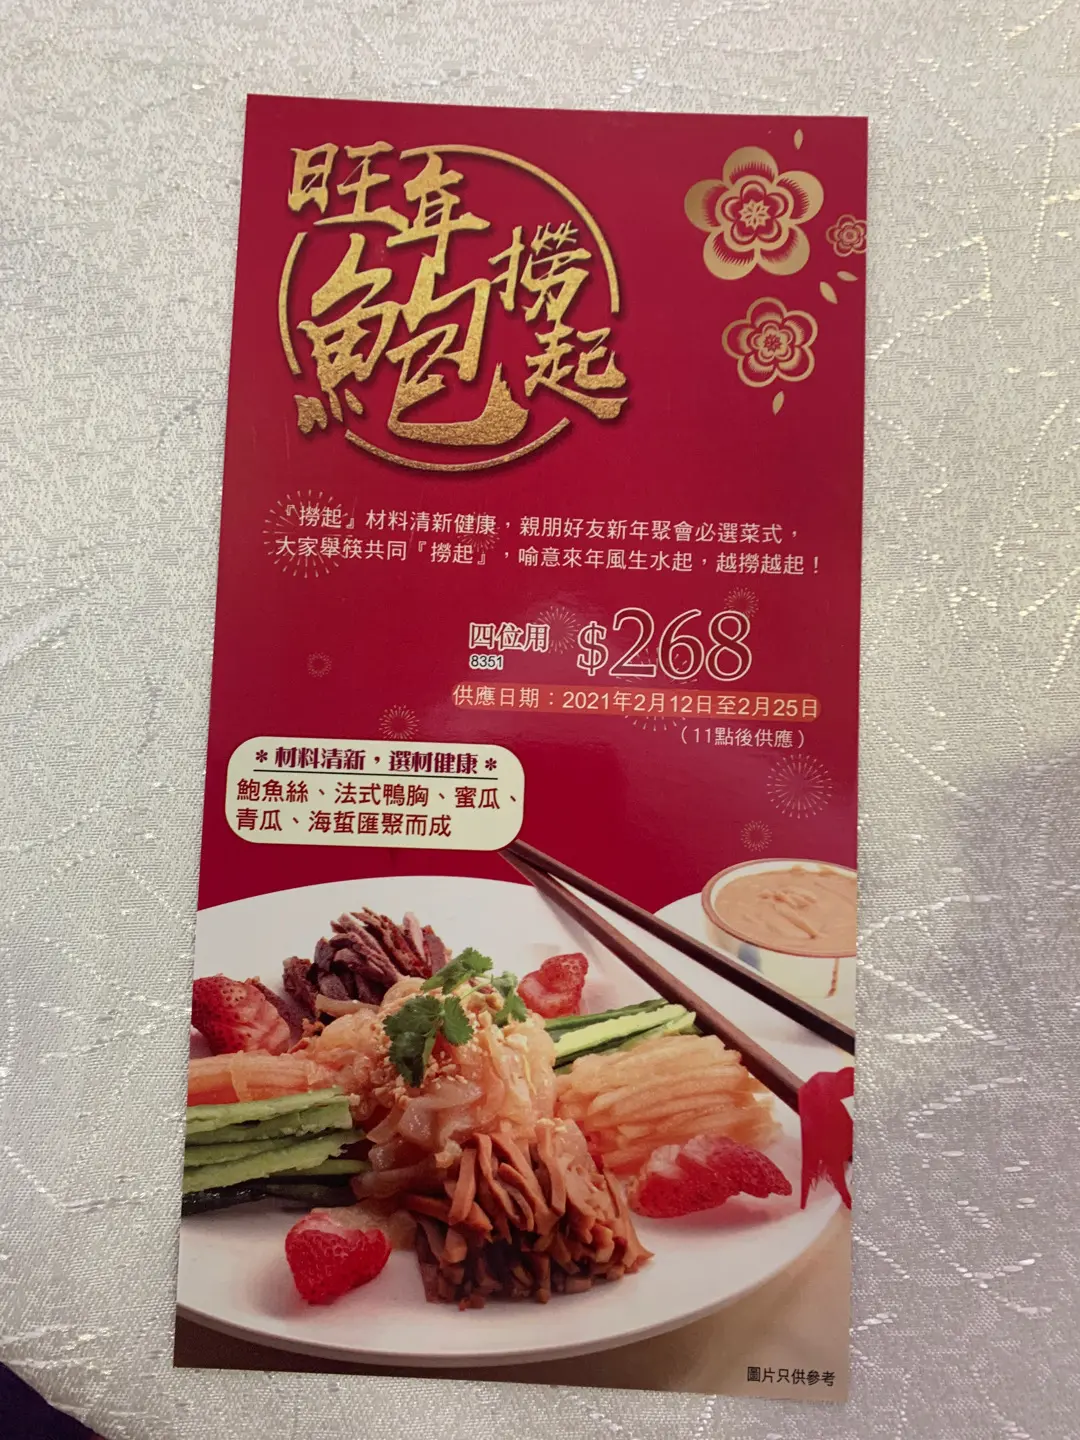 旺年
鮑撈起
『撈起』材料清新健康，親朋好友新年聚會必選菜式，
大家舉筷共同『撈起』，喻意來年風生水起，越撈越起！
四位用 $268
8351
供應日期：2021年2月12日至2月25日
（11點後供應）
＊材料清新，選材健康＊
鮑魚絲、法式鴨胸、蜜瓜、
青瓜、海蜇匯聚而成
圖片只供參考